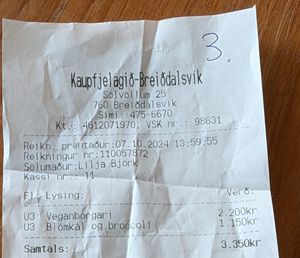 3.
Kaupfjelagið-Breiðdalsvik
Sólvöllum 25
760 Breiðdalsvik
Sími: 475-6670
Kt.: 4612071970, VSK nr.: 98631
Reikn. prentaður:07.10.2024 13:59:55
Reikningur nr:110057872
Sölumaður:Lilja Björk
Kassi nr.: 11
Fl Lýsing: Verð:
U3 Veganborgari 2.200kr
U3 Blómkál og broccoli 1.150kr
Samtals: 3.350kr